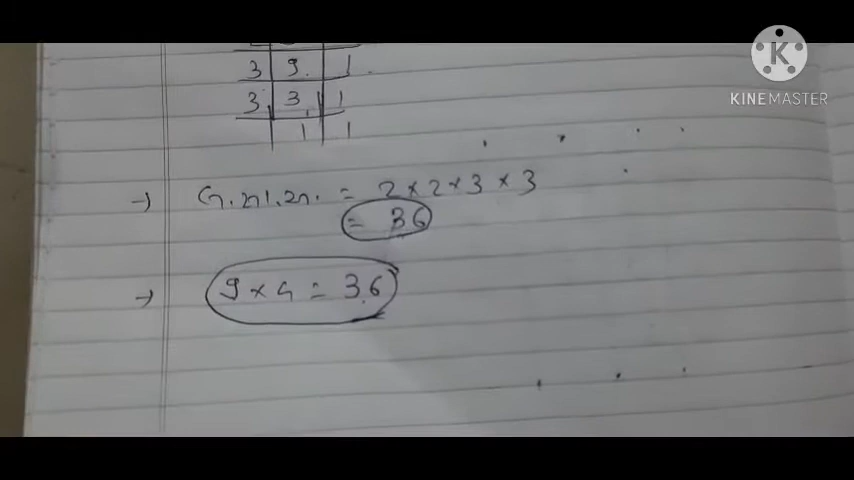 3 9 1
3 3 1
1 1
→ લ.સા.અ. = 2 × 2 × 3 × 3
= 36
→ 9 × 4 = 36
KINEMASTER